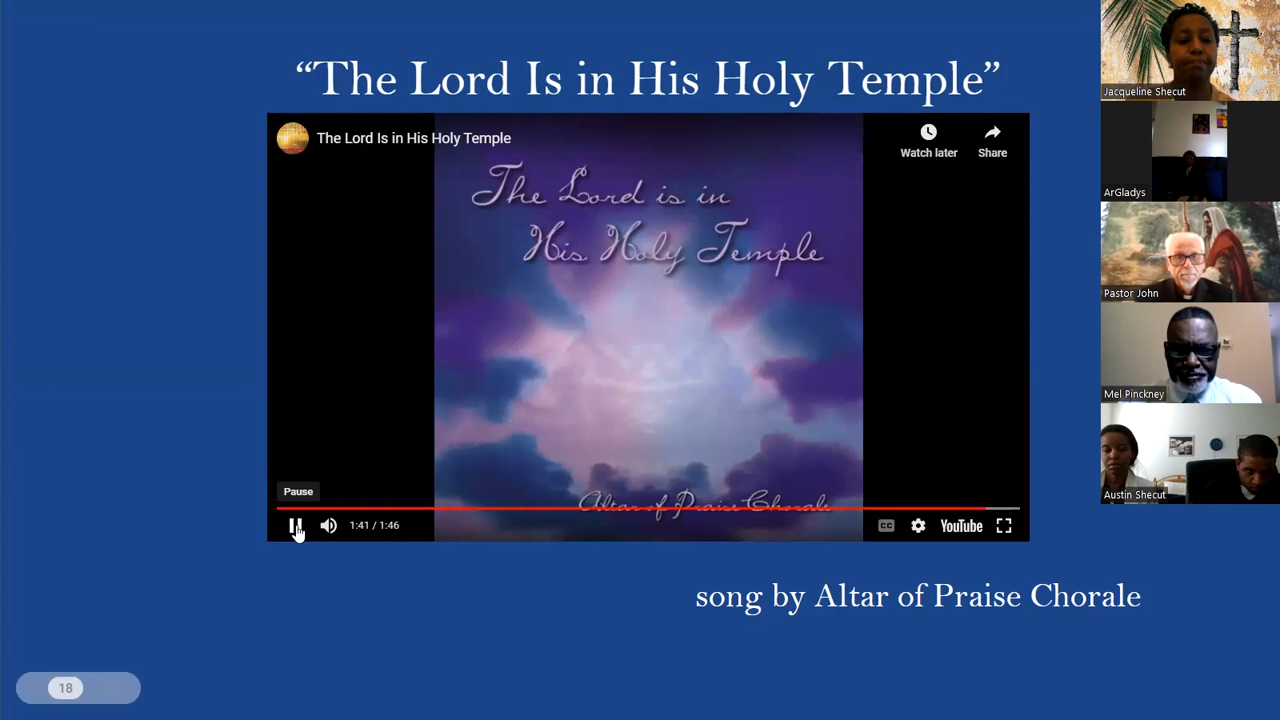 “The Lord Is in His Holy Temple”
The Lord Is in His Holy Temple
Watch later
Share
The Lord is in
His Holy Temple
Altar of Praise Chorale
Pause
1:41 / 1:46
CC
YouTube
song by Altar of Praise Chorale
18
Jacqueline Shecut
ArGladys
Pastor John
Mel Pinckney
Austin Shecut